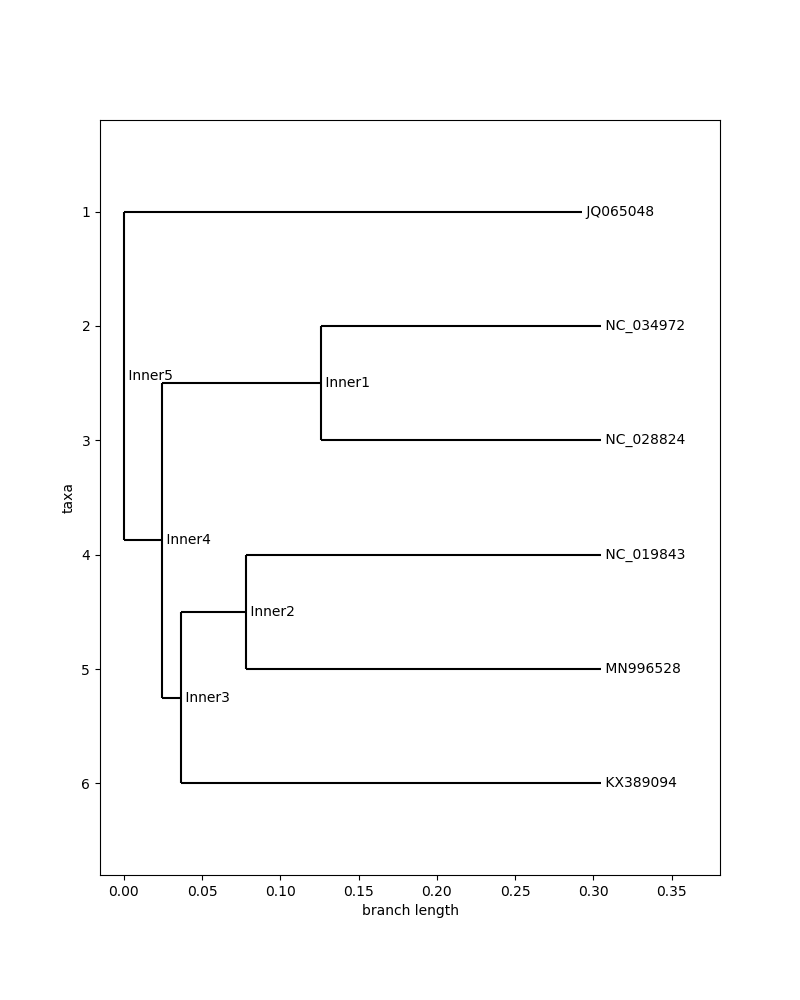 1
JQ065048
2
NC_034972
Inner5
Inner1
3
NC_028824
taxa
Inner4
4
NC_019843
Inner2
5
MN996528
Inner3
6
KX389094
0.00 0.05 0.10 0.15 0.20 0.25 0.30 0.35
branch length